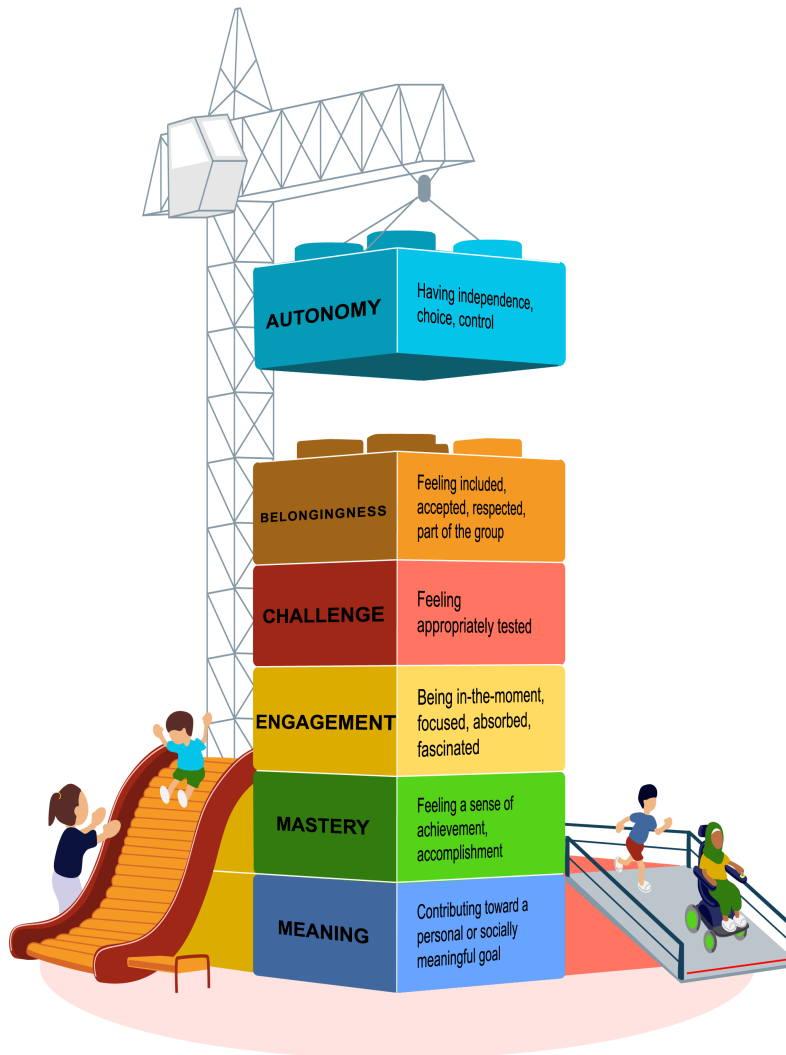 AUTONOMY
Having independence,
choice, control
BELONGINGNESS
Feeling included,
accepted, respected,
part of the group
CHALLENGE
Feeling
appropriately tested
ENGAGEMENT
Being in-the-moment,
focused, absorbed,
fascinated
MASTERY
Feeling a sense of
achievement,
accomplishment
MEANING
Contributing toward a
personal or socially
meaningful goal